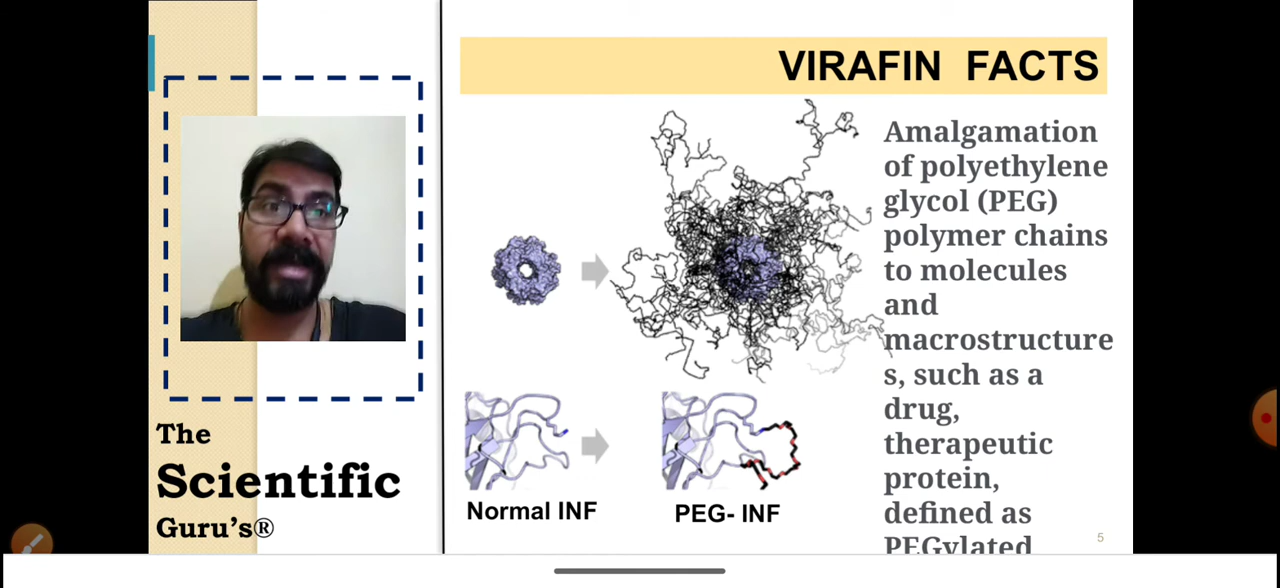 VIRAFIN FACTS
Amalgamation
of polyethylene
glycol (PEG)
polymer chains
to molecules
and
macrostructure
s, such as a
drug,
therapeutic
protein,
defined as
PEGylated
Normal INF
PEG- INF
The
Scientific
Guru's®
5